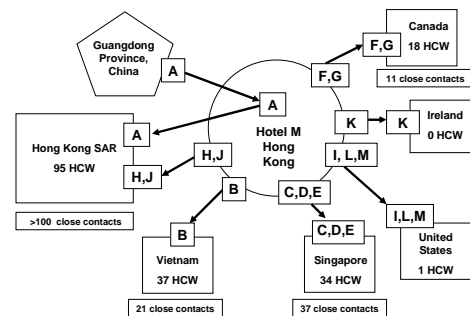 Guangdong
Province,
China
A
Canada
18 HCW
F,G
11 close contacts
F,G
A
Hotel M
Hong
Kong
K
K
Ireland
0 HCW
A
Hong Kong SAR
95 HCW
H,J
H,J
I, L,M
>100 close contacts
B
C,D,E
I,L,M
United
States
1 HCW
B
Vietnam
37 HCW
21 close contacts
C,D,E
Singapore
34 HCW
37 close contacts